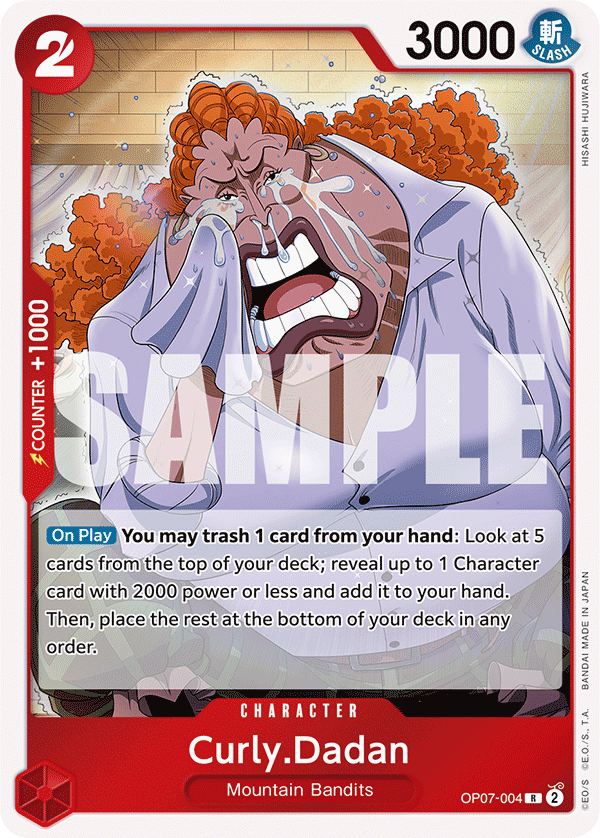 2
3000
斬
SLASH
HISASHI HUJIWARA
COUNTER +1000
SAMPLE
On Play You may trash 1 card from your hand: Look at 5
cards from the top of your deck; reveal up to 1 Character
card with 2000 power or less and add it to your hand.
Then, place the rest at the bottom of your deck in any
order.
©EO/S ©E.O./S., T.A. BANDAI MADE IN JAPAN
CHARACTER
Curly.Dadan
Mountain Bandits
OP07-004 R 2